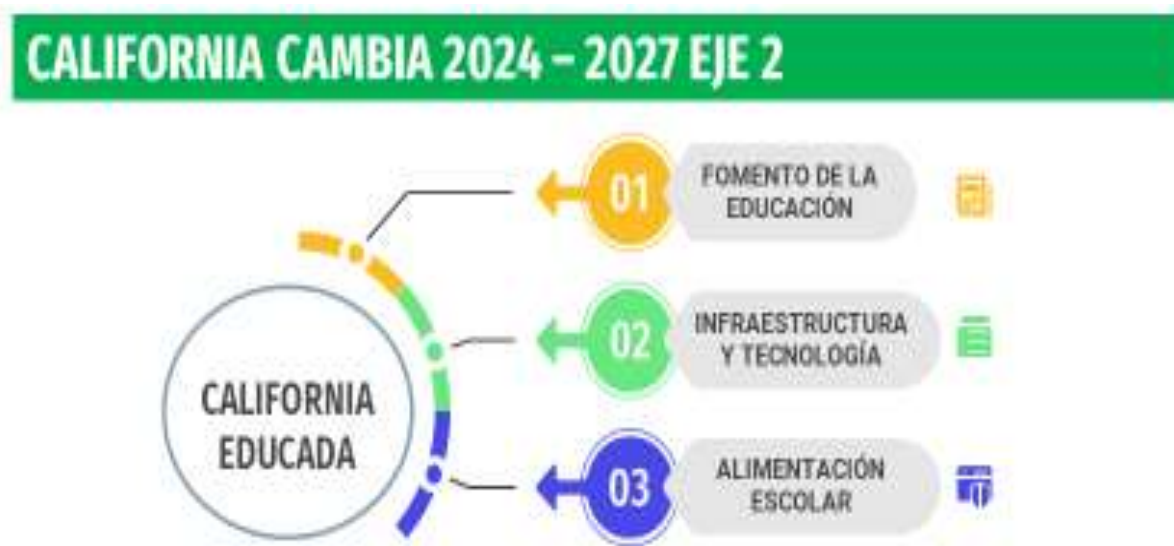 CALIFORNIA CAMBIA 2024 – 2027 EJE 2
01
FOMENTO DE LA
EDUCACIÓN
02
INFRAESTRUCTURA
Y TECNOLOGÍA
CALIFORNIA
EDUCADA
03
ALIMENTACIÓN
ESCOLAR